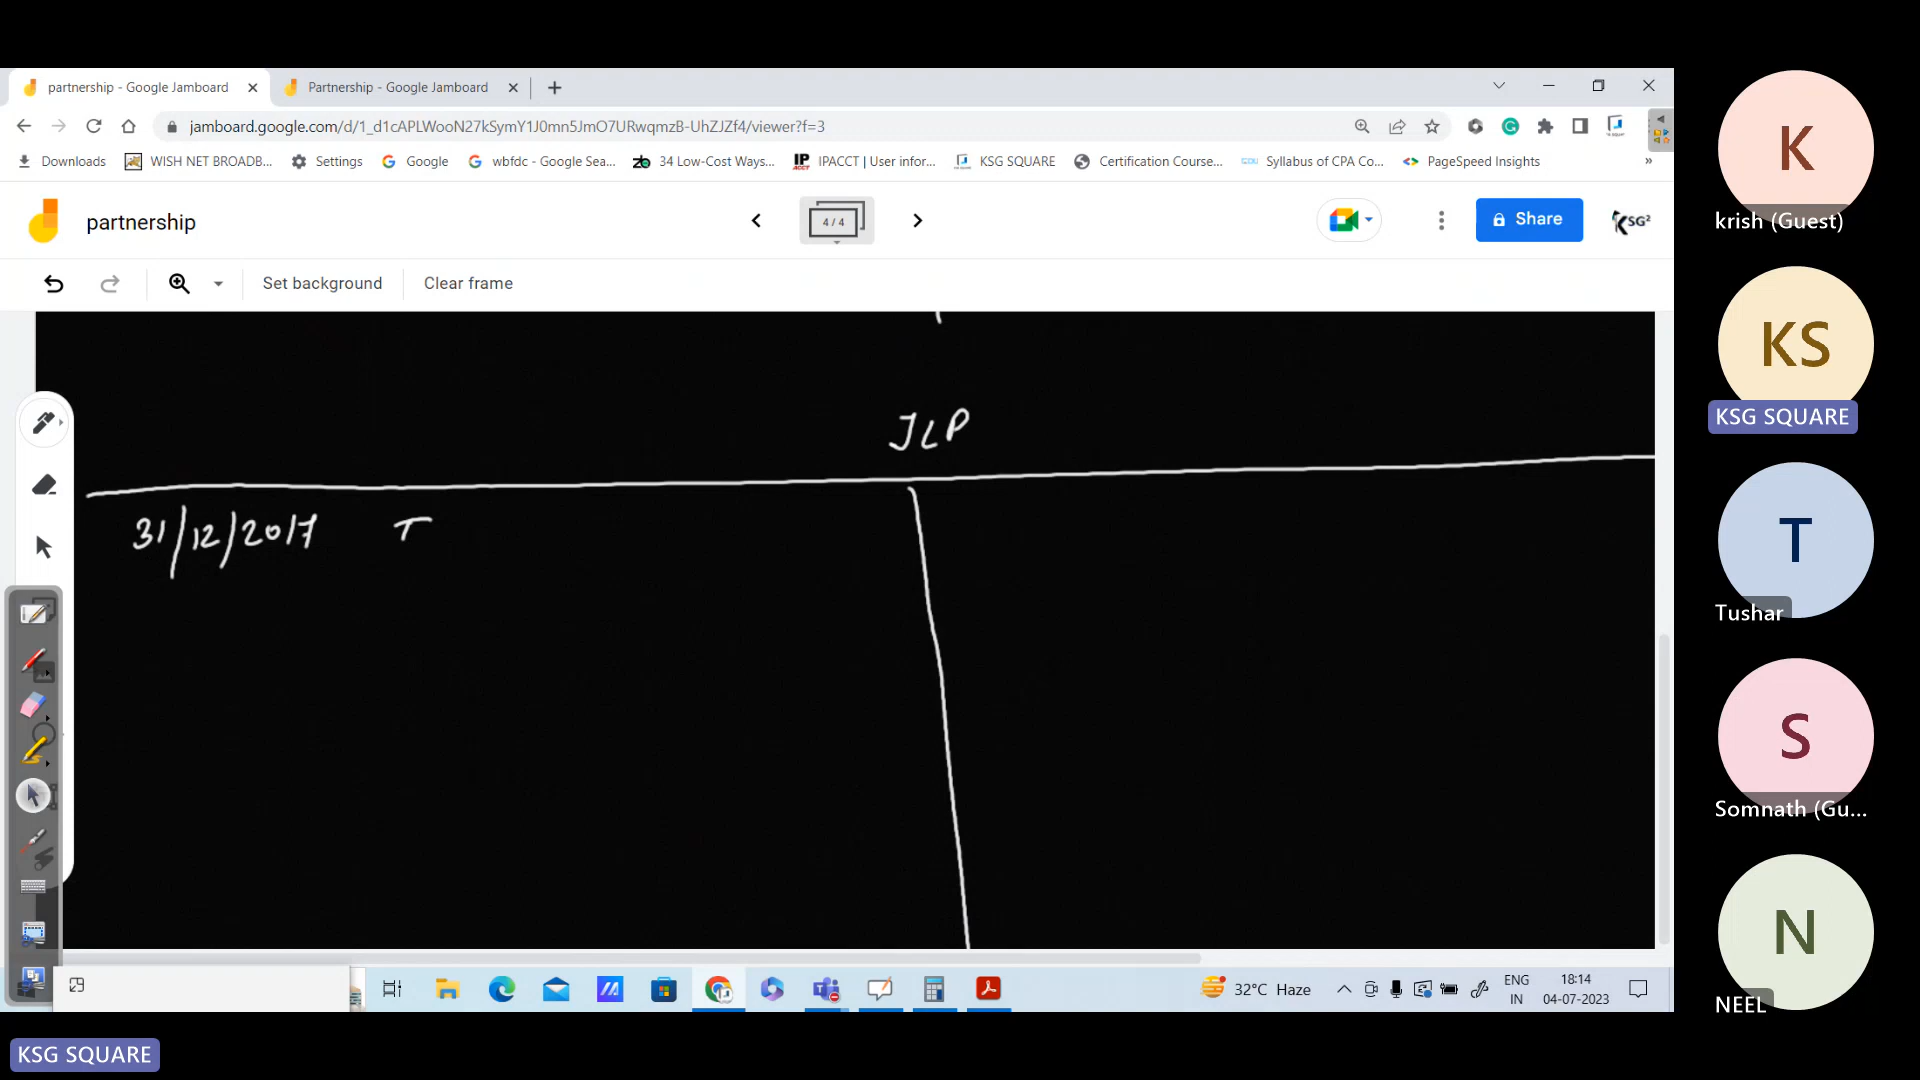 partnership - Google Jamboard
Partnership - Google Jamboard
jamboard.google.com/d/1_d1cAPLWooN27kSymY1J0mn5JmO7URwqmzB-UhZJZf4/viewer?f=3
Downloads WISH NET BROADB... Settings Google wbfdc - Google Sea... 34 Low-Cost Ways... IPACCT | User infor... KSG SQUARE Certification Course... Syllabus of CPA Co... PageSpeed Insights »
partnership
4 / 4
Share
KSG²
Set background
Clear frame
JLP
31/12/2017 T
32°C Haze
ENG
IN
18:14
04-07-2023
K
krish (Guest)
KS
KSG SQUARE
T
Tushar
S
Somnath (Gu...
N
NEEL
KSG SQUARE